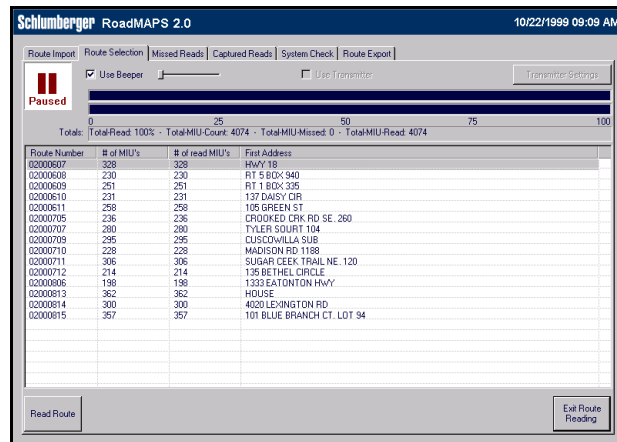 Schlumberger RoadMAPS 2.0 10/22/1999 09:09 AM
Route Import Route Selection Missed Reads Captured Reads System Check Route Export
Use Beeper Use Transmitter Transmitter Settings
Paused
0 25 50 75 100
Totals: Total-Read: 100% - Total-MIU-Count: 4074 - Total-MIU-Missed: 0 - Total-MIU-Read: 4074
Route Number # of MIU's # of read MIU's First Address
02000607 328 328 HWY 18
02000608 230 230 RT 5 BOX 940
02000609 251 251 RT 1 BOX 335
02000610 231 231 137 DAISY CIR
02000611 258 258 105 GREEN ST
02000705 236 236 CROOKED CRK RD SE. 260
02000707 280 280 TYLER SOURT 104
02000709 295 295 CUSCOWILLA SUB
02000710 228 228 MADISON RD 1188
02000711 306 306 SUGAR CEEK TRAIL NE. 120
02000712 214 214 135 BETHEL CIRCLE
02000806 198 198 1333 EATONTON HWY
02000813 362 362 HOUSE
02000814 300 300 4020 LEXINGTON RD
02000815 357 357 101 BLUE BRANCH CT. LOT 94
Read Route
Exit Route
Reading